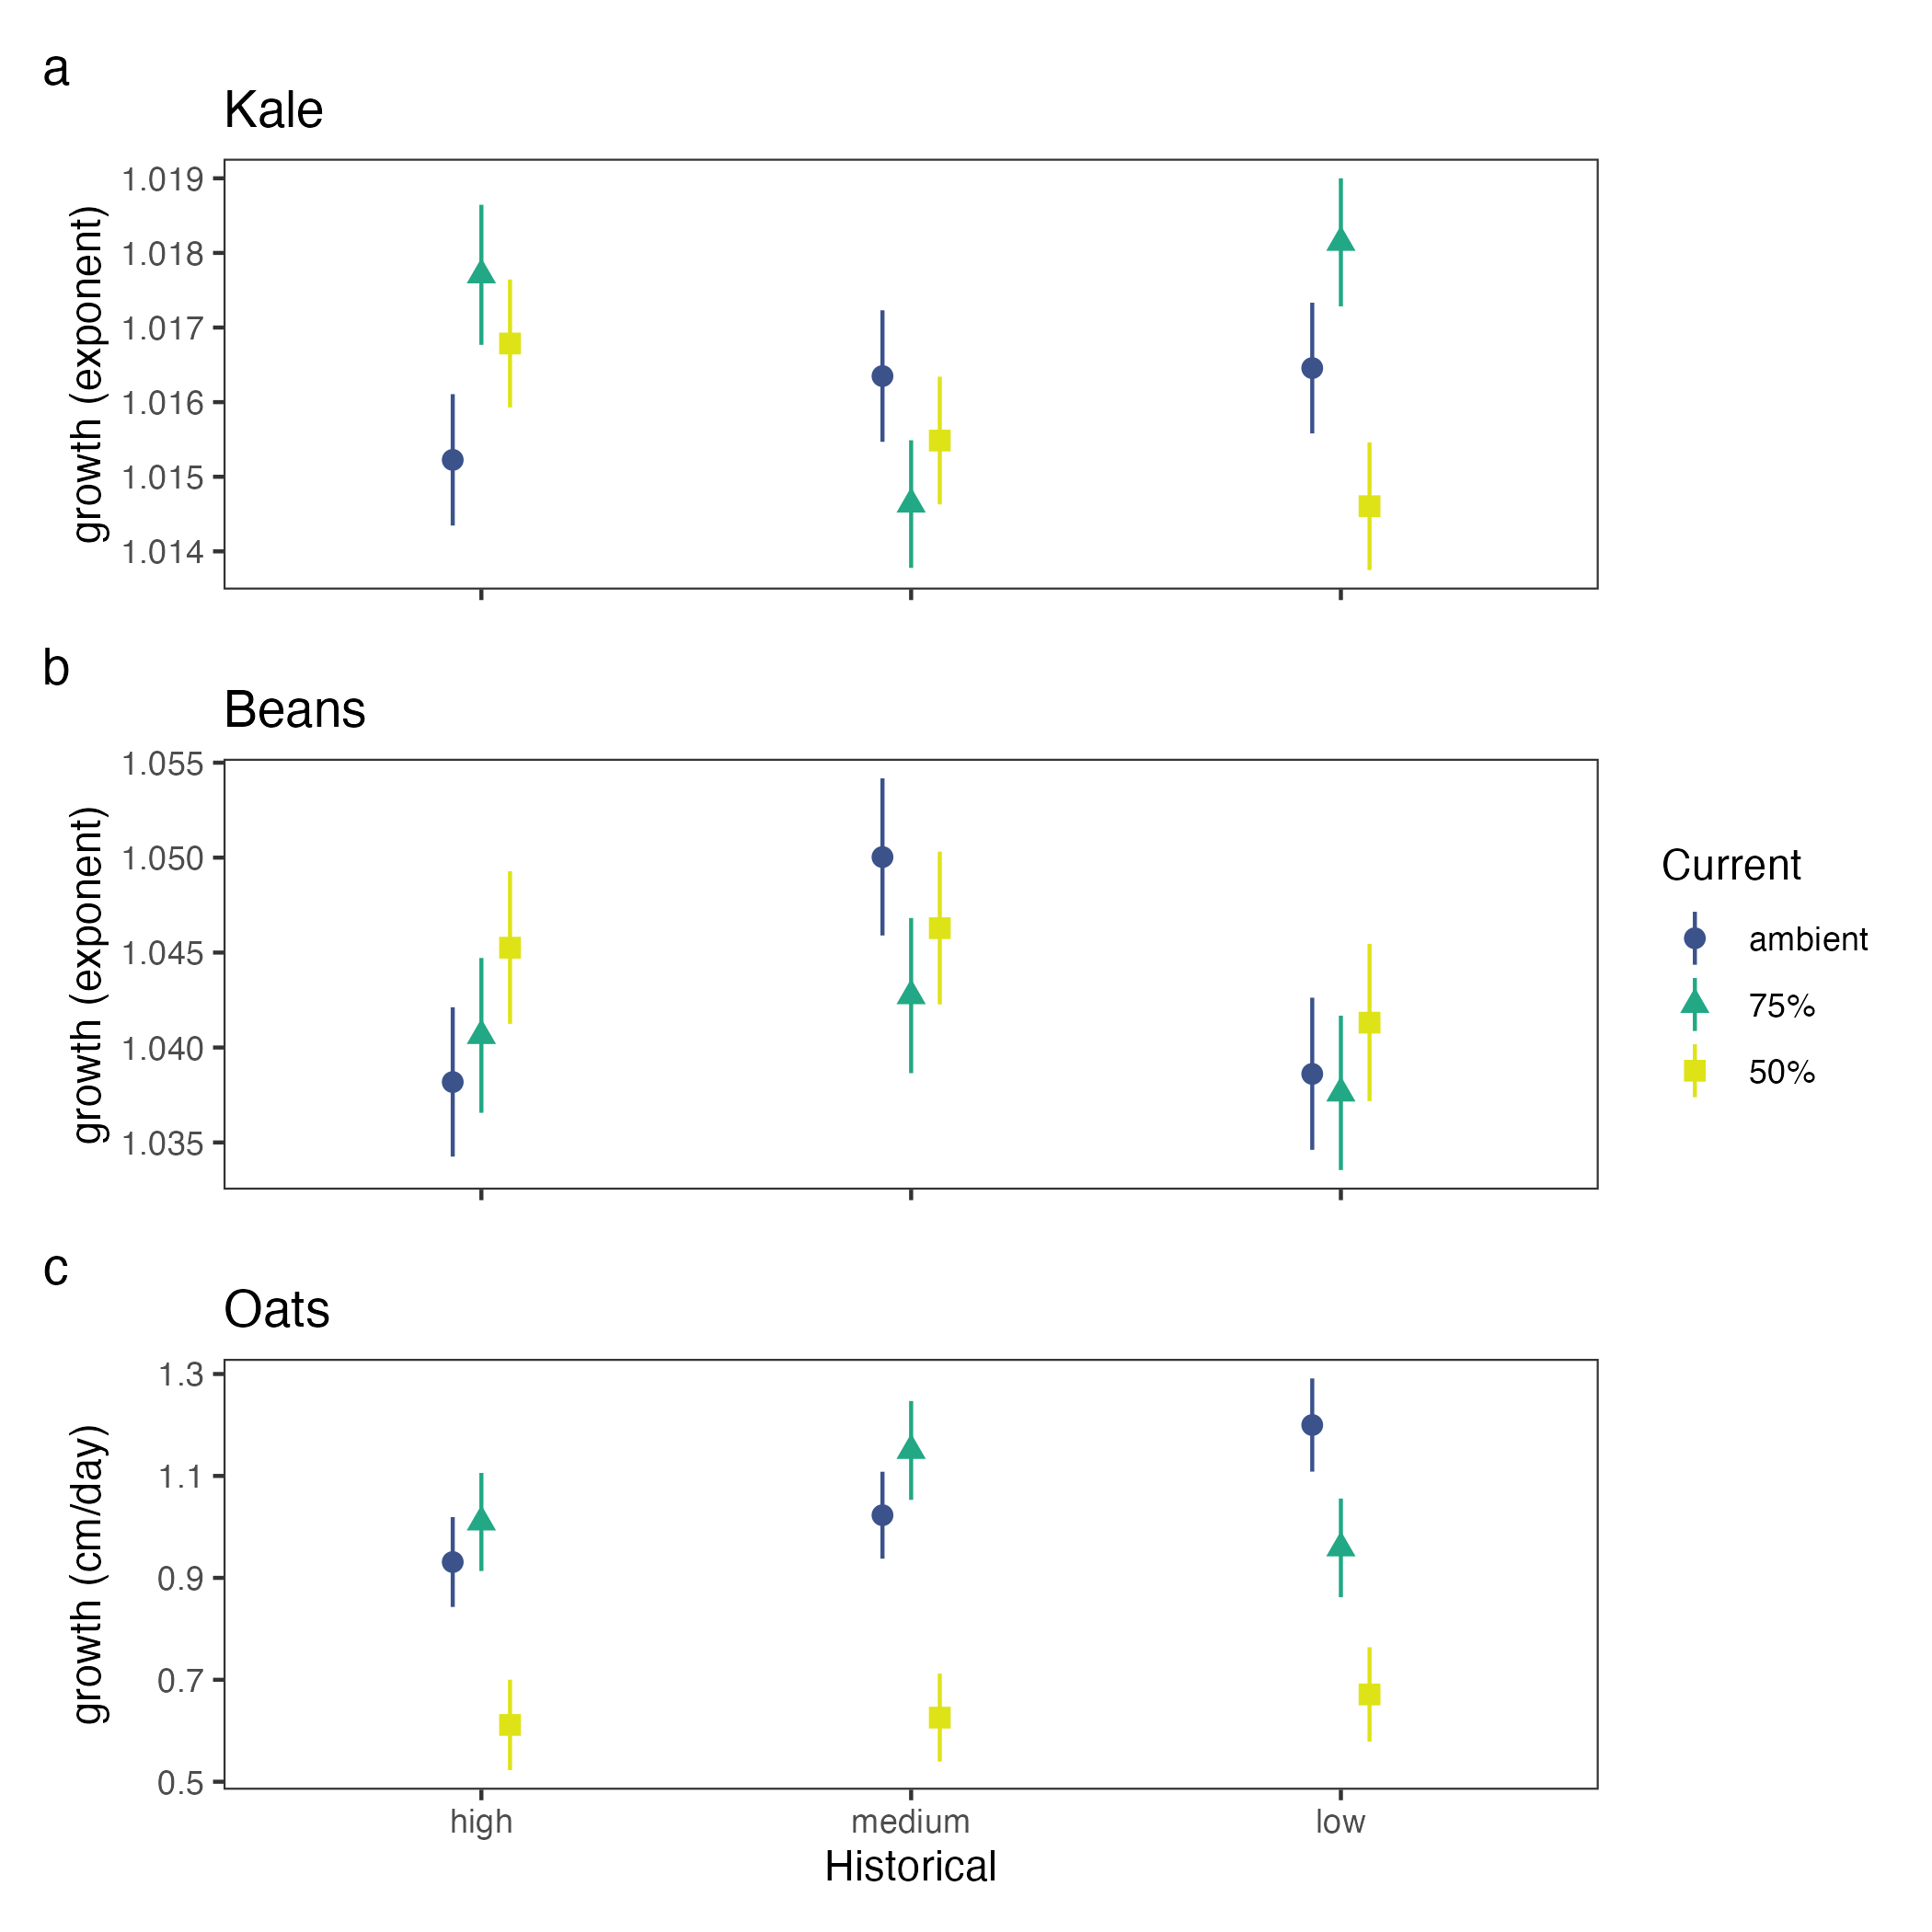 a
Kale
growth (exponent)
1.019
1.018
1.017
1.016
1.015
1.014
b
Beans
growth (exponent)
1.055
1.050
1.045
1.040
1.035
Current
ambient
75%
50%
c
Oats
growth (cm/day)
1.3
1.1
0.9
0.7
0.5
high medium low
Historical